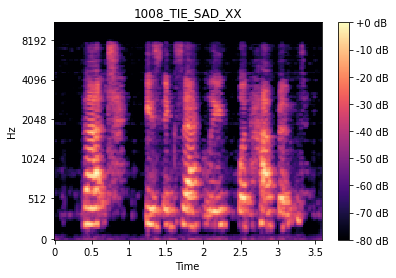 1008_TIE_SAD_XX
8192
4096
2048
1024
512
0
Hz
0
0.5
1
1.5
2
2.5
3
3.5
Time
+0 dB
-10 dB
-20 dB
-30 dB
-40 dB
-50 dB
-60 dB
-70 dB
-80 dB